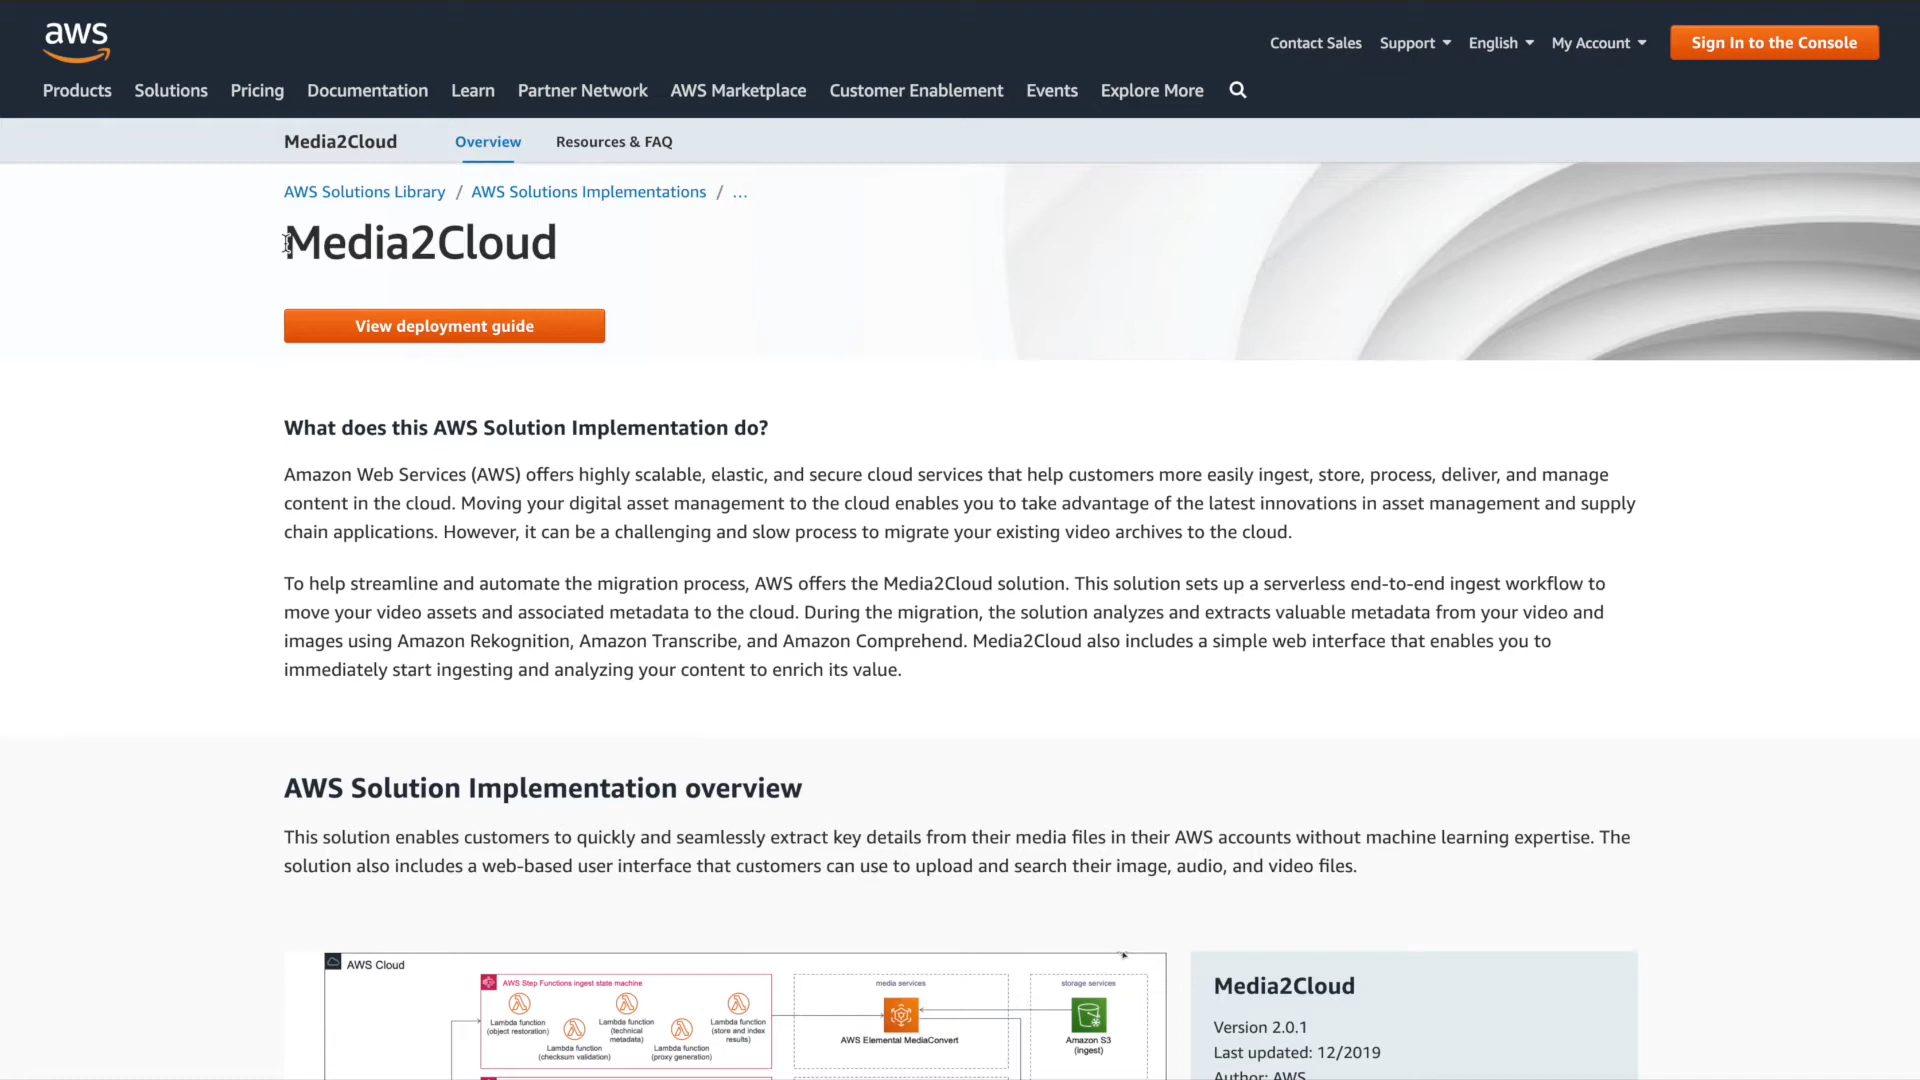 aws
Contact Sales Support English My Account Sign In to the Console
Products Solutions Pricing Documentation Learn Partner Network AWS Marketplace Customer Enablement Events Explore More
Media2Cloud Overview Resources & FAQ
AWS Solutions Library / AWS Solutions Implementations / ...
Media2Cloud
View deployment guide
What does this AWS Solution Implementation do?
Amazon Web Services (AWS) offers highly scalable, elastic, and secure cloud services that help customers more easily ingest, store, process, deliver, and manage
content in the cloud. Moving your digital asset management to the cloud enables you to take advantage of the latest innovations in asset management and supply
chain applications. However, it can be a challenging and slow process to migrate your existing video archives to the cloud.
To help streamline and automate the migration process, AWS offers the Media2Cloud solution. This solution sets up a serverless end-to-end ingest workflow to
move your video assets and associated metadata to the cloud. During the migration, the solution analyzes and extracts valuable metadata from your video and
images using Amazon Rekognition, Amazon Transcribe, and Amazon Comprehend. Media2Cloud also includes a simple web interface that enables you to
immediately start ingesting and analyzing your content to enrich its value.
AWS Solution Implementation overview
This solution enables customers to quickly and seamlessly extract key details from their media files in their AWS accounts without machine learning expertise. The
solution also includes a web-based user interface that customers can use to upload and search their image, audio, and video files.
AWS Cloud
AWS Step Functions ingest state machine
Lambda function
(object restoration)
Lambda function
(checksum validation)
Lambda function
(technical
metadata)
Lambda function
(proxy generation)
Lambda function
(store and index
results)
media services
AWS Elemental MediaConvert
storage services
Amazon S3
(ingest)
Media2Cloud
Version 2.0.1
Last updated: 12/2019
Author: AWS